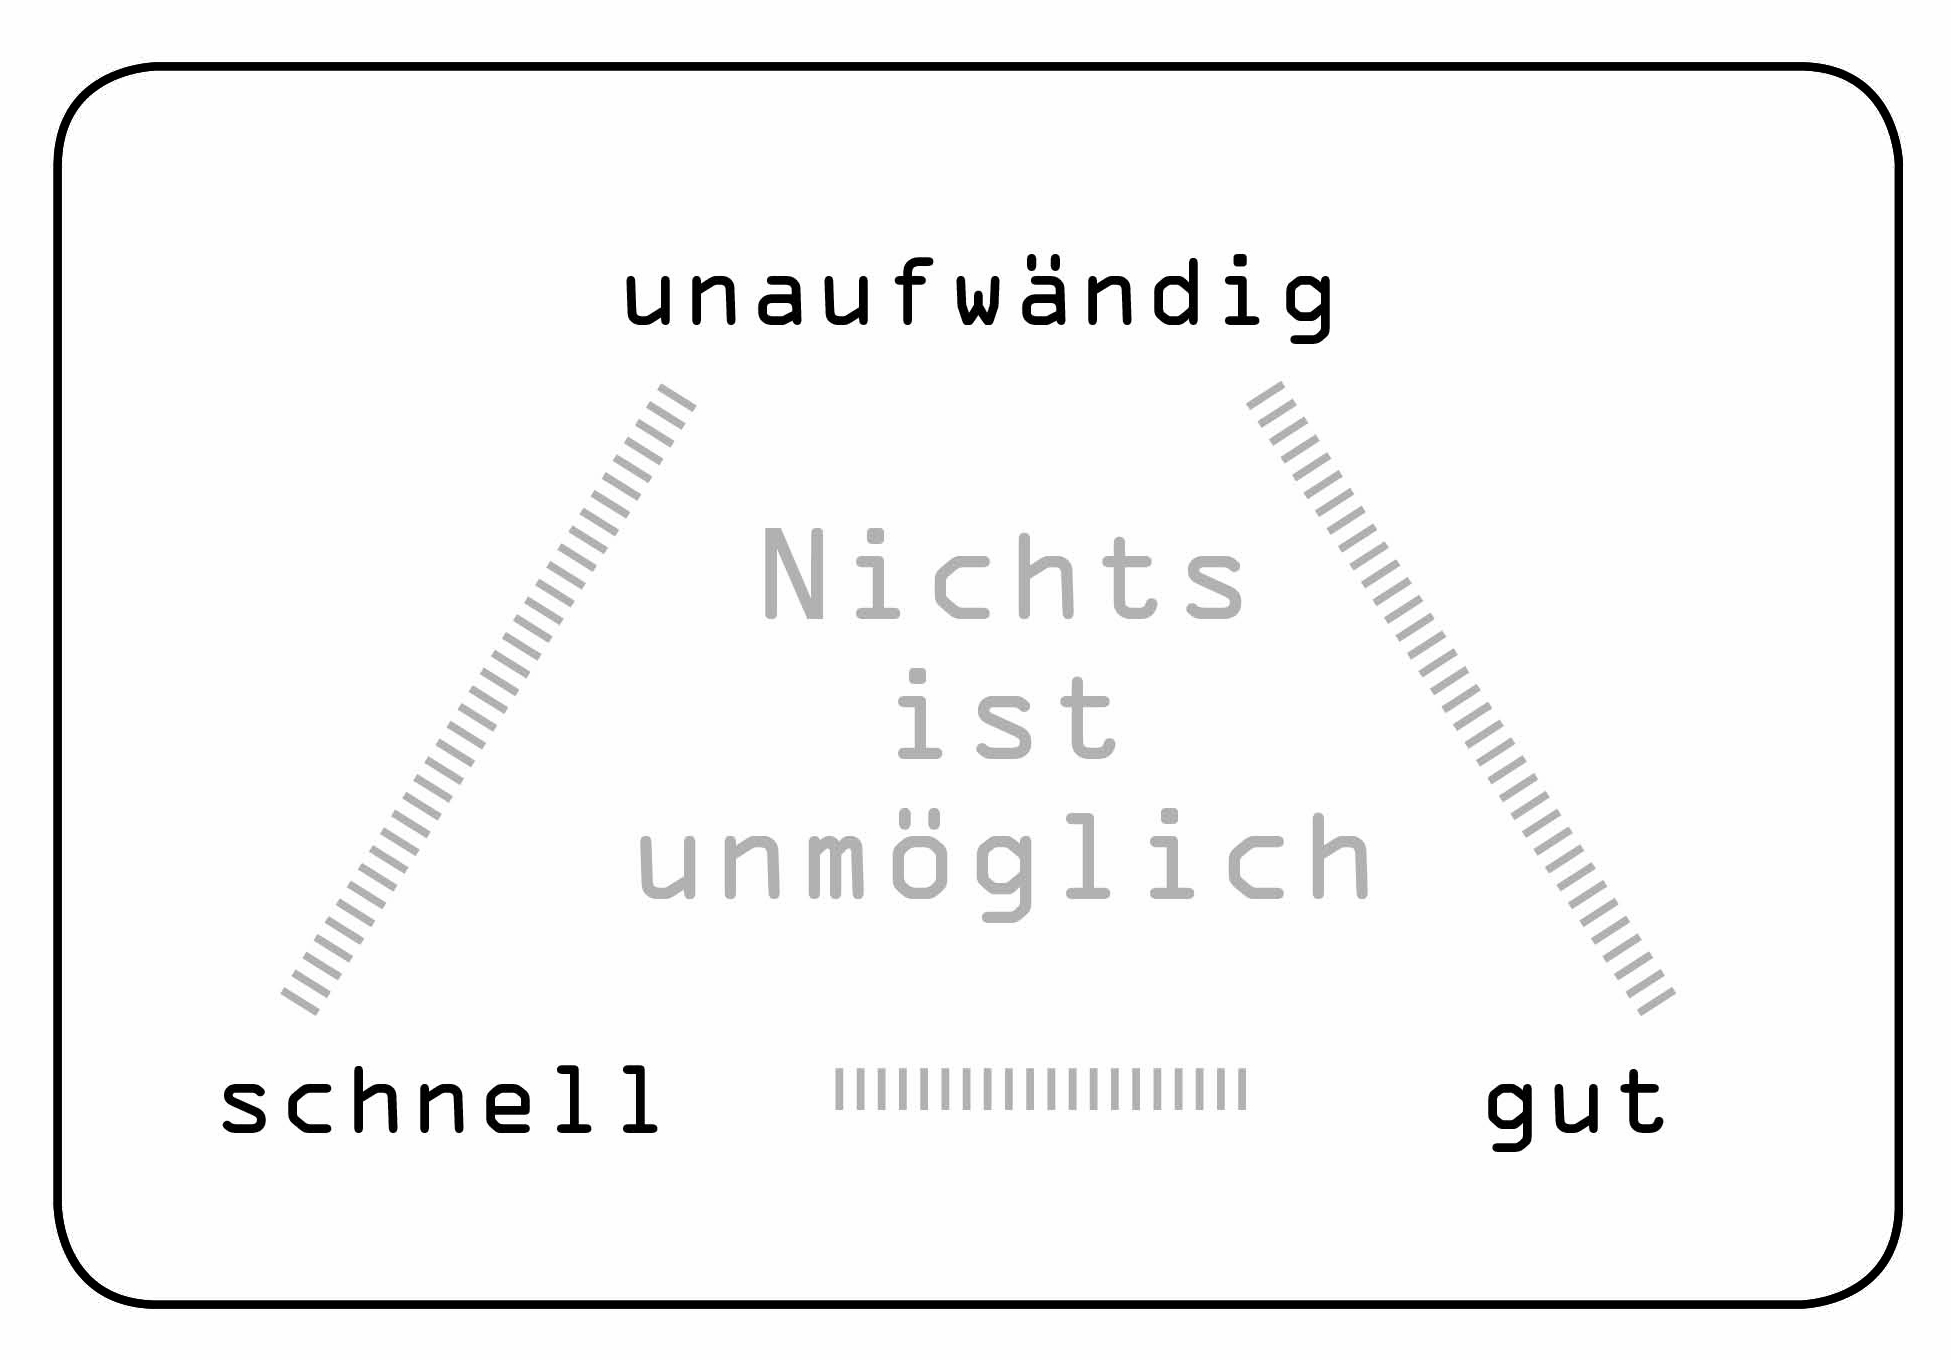 unaufwändig
Nichts
ist
unmöglich
schnell gut